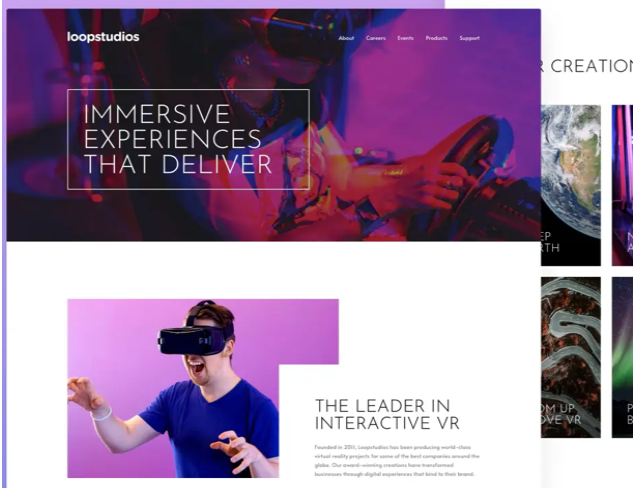 loopstudios
About Careers Events Products Support
IMMERSIVE
EXPERIENCES
THAT DELIVER
THE LEADER IN
INTERACTIVE VR
Founded in 2011, Loopstudios has been producing world-class
virtual reality projects for some of the best companies around the
globe. Our award-winning creations have transformed
businesses through digital experiences that bind to their brand.
R CREATION
EP
RTH
OM UP
OVE VR